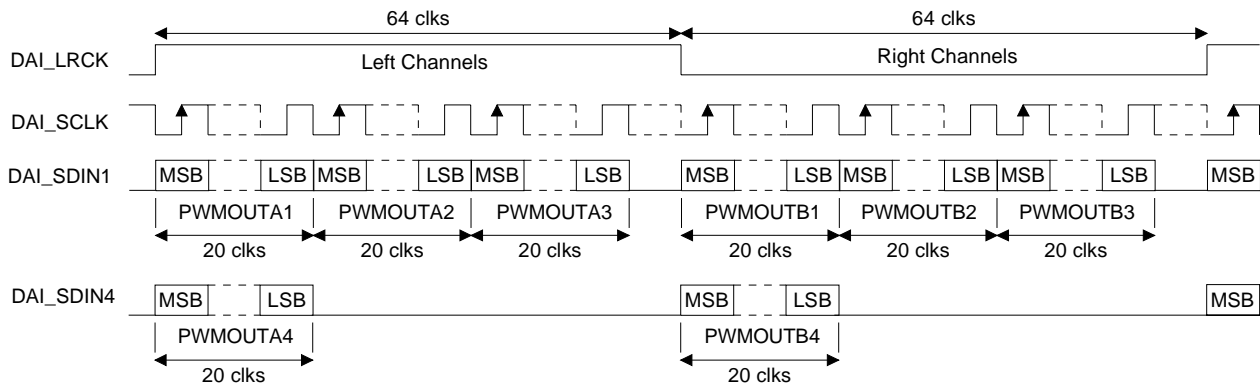 64 clks 64 clks
DAI_LRCK Left Channels Right Channels
DAI_SCLK
DAI_SDIN1 MSB LSB MSB LSB MSB LSB MSB LSB MSB LSB MSB LSB MSB
PWMOUTA1 PWMOUTA2 PWMOUTA3 PWMOUTB1 PWMOUTB2 PWMOUTB3
20 clks 20 clks 20 clks 20 clks 20 clks 20 clks
DAI_SDIN4 MSB LSB MSB LSB MSB
PWMOUTA4 PWMOUTB4
20 clks 20 clks